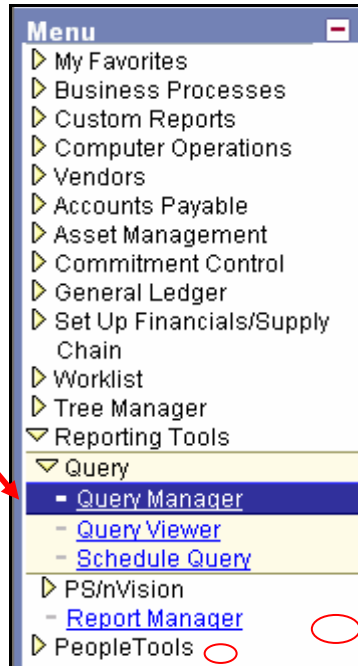 Menu
My Favorites
Business Processes
Custom Reports
Computer Operations
Vendors
Accounts Payable
Asset Management
Commitment Control
General Ledger
Set Up Financials/Supply
Chain
Worklist
Tree Manager
Reporting Tools
Query
- Query Manager
- Query Viewer
- Schedule Query
PS/nVision
- Report Manager
PeopleTools